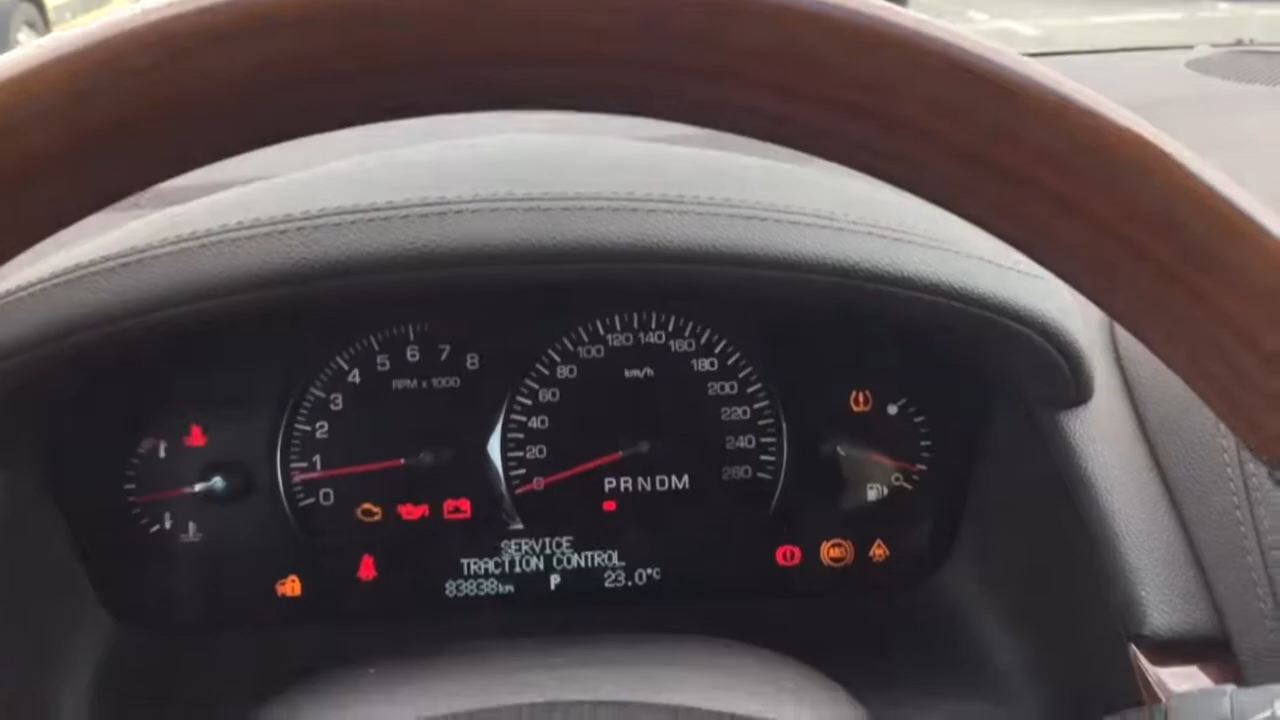 0 1 2 3 4 5 6 7 8
RPM x 1000
0 20 40 60 80 100 120 140 160 180 200 220 240 260
km/h
PRNDM
SERVICE
TRACTION CONTROL
83838km P 23.0°C
ABS